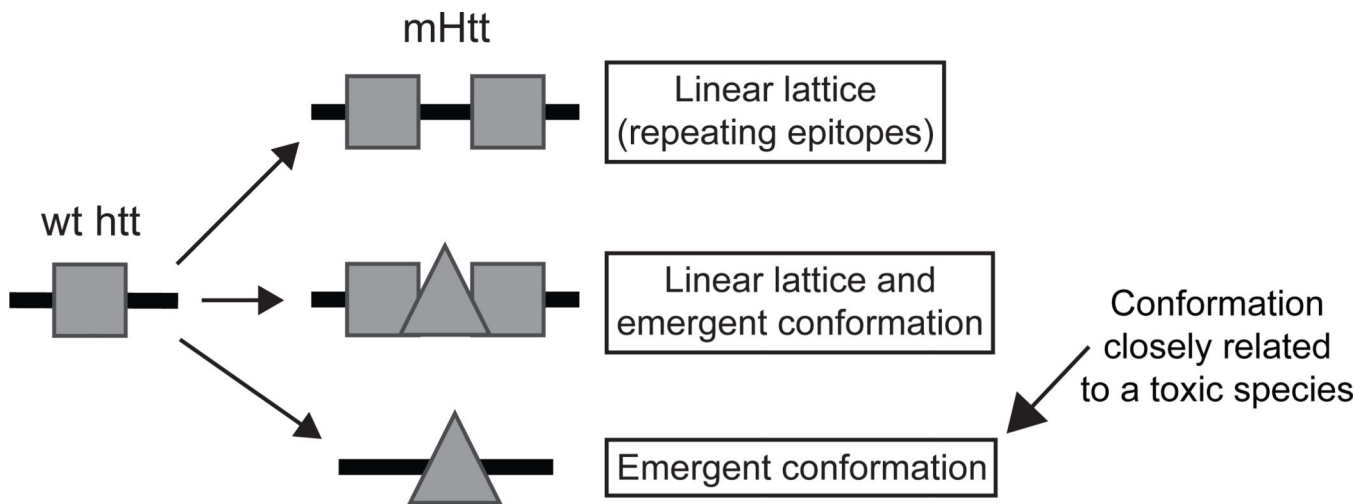 mHtt
Linear lattice
(repeating epitopes)
wt htt
Linear lattice and
emergent conformation
Conformation
closely related
to a toxic species
Emergent conformation